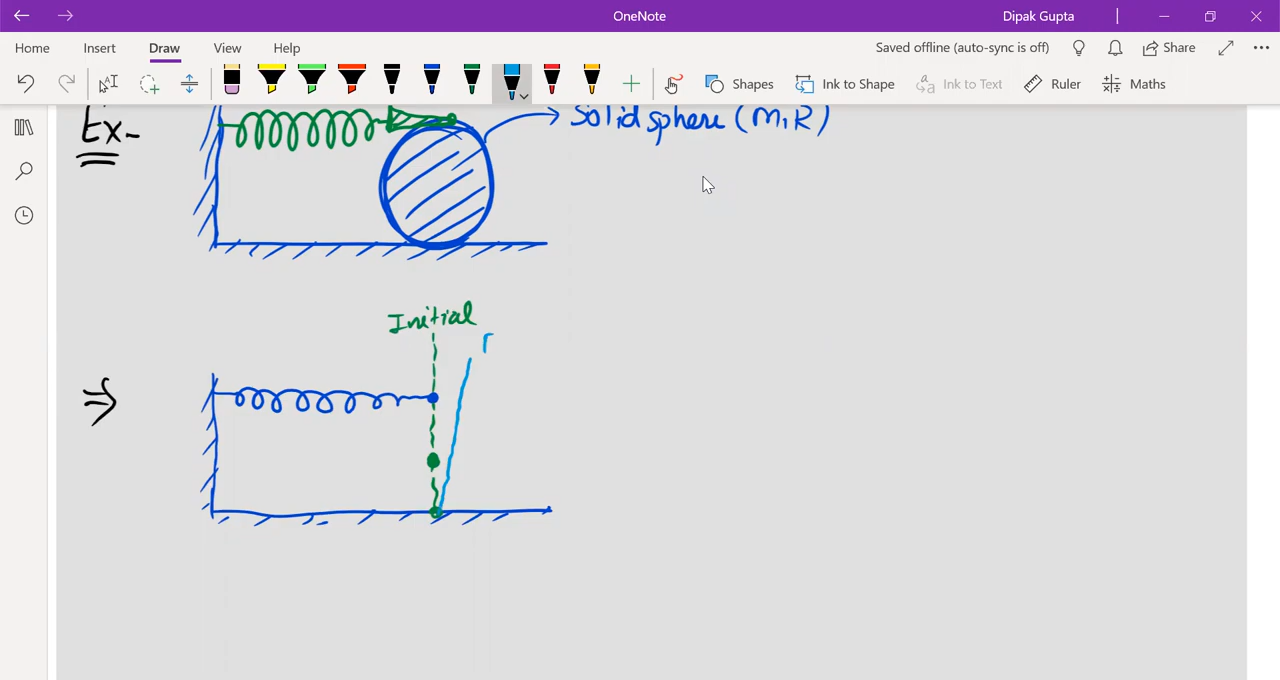 OneNote
Dipak Gupta
Home Insert Draw View Help
Saved offline (auto-sync is off)
Share
Shapes
Ink to Shape
Ink to Text
Ruler
Maths
Ex-
Solid sphere (M,R)
Initial